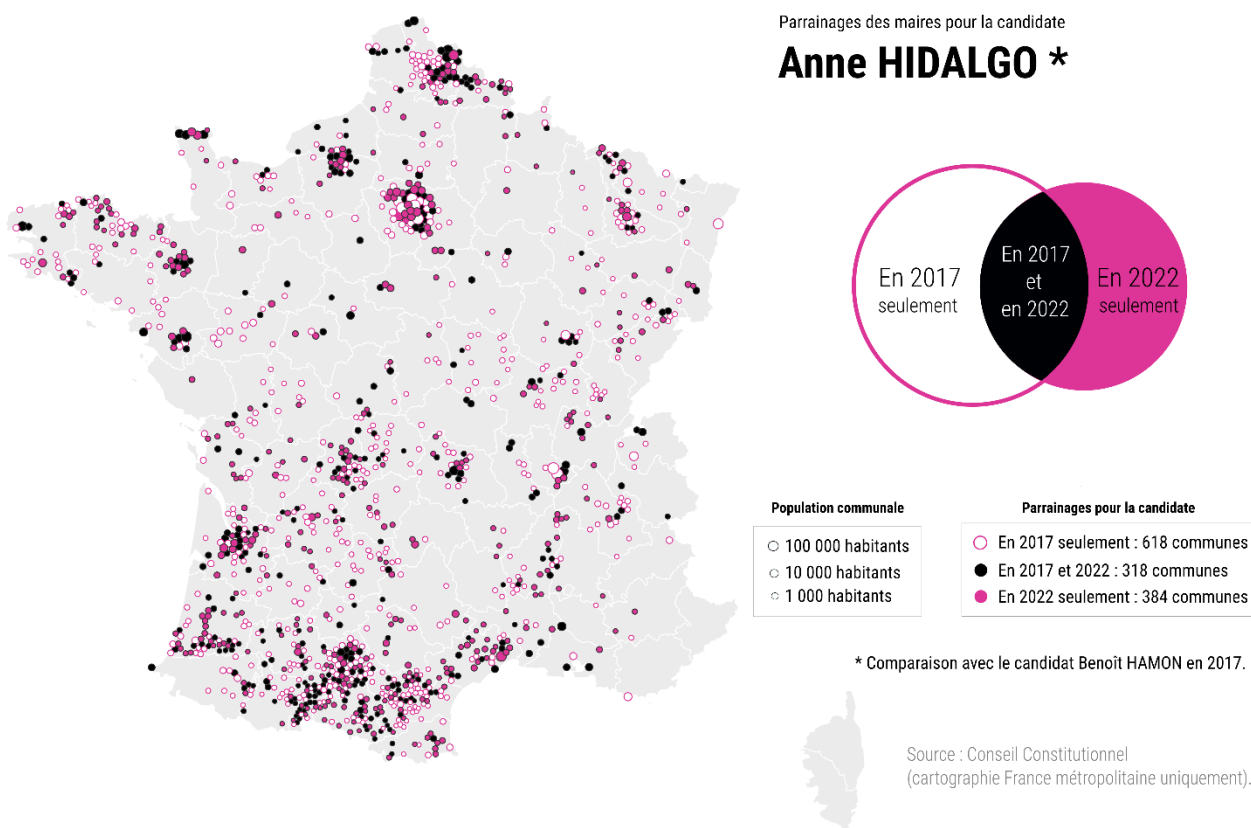 Parrainages des maires pour la candidate
Anne HIDALGO *
En 2017
seulement
En 2017
et
en 2022
En 2022
seulement
Population communale
100 000 habitants
10 000 habitants
1 000 habitants
Parrainages pour la candidate
En 2017 seulement : 618 communes
En 2017 et 2022 : 318 communes
En 2022 seulement : 384 communes
* Comparaison avec le candidat Benoît HAMON en 2017.
Source : Conseil Constitutionnel
(cartographie France métropolitaine uniquement).